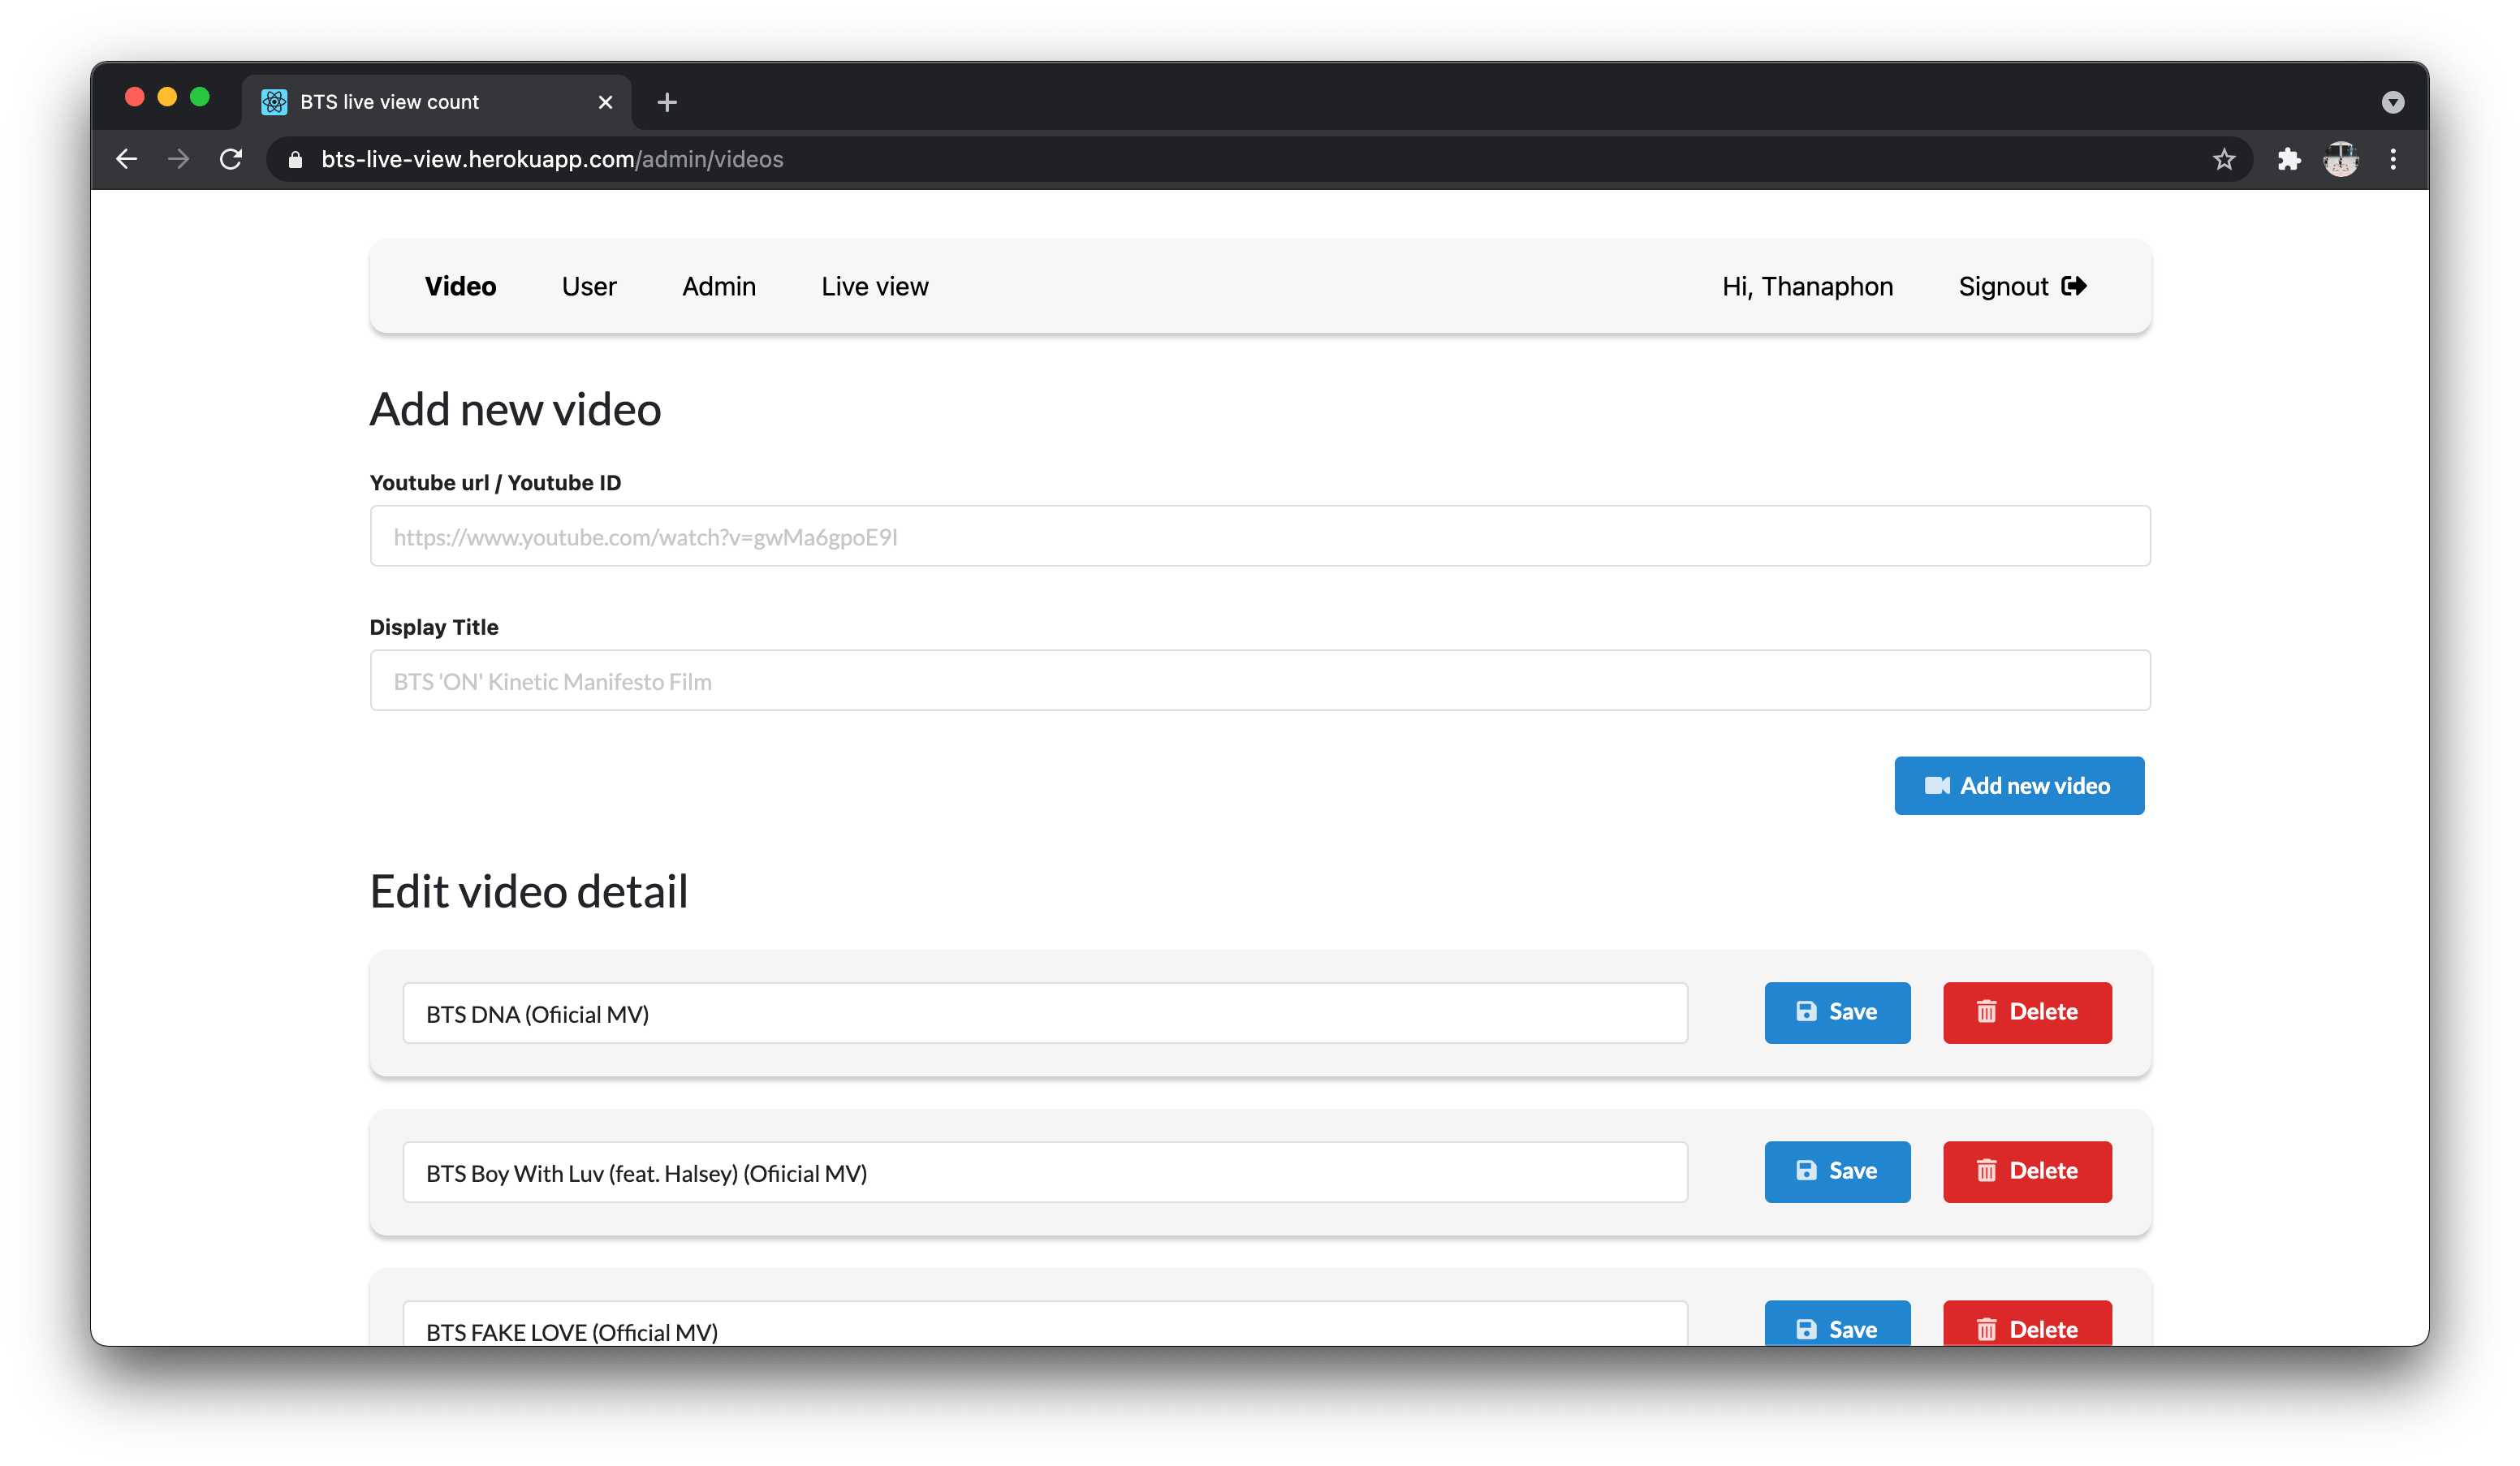 BTS live view count
bts-live-view.herokuapp.com/admin/videos
Video User Admin Live view Hi, Thanaphon Signout
Add new video
Youtube url / Youtube ID
https://www.youtube.com/watch?v=gwMa6gpoE9I
Display Title
BTS 'ON' Kinetic Manifesto Film
Add new video
Edit video detail
BTS DNA (Ofiicial MV) Save Delete
BTS Boy With Luv (feat. Halsey) (Ofiicial MV) Save Delete
BTS FAKE LOVE (Official MV) Save Delete